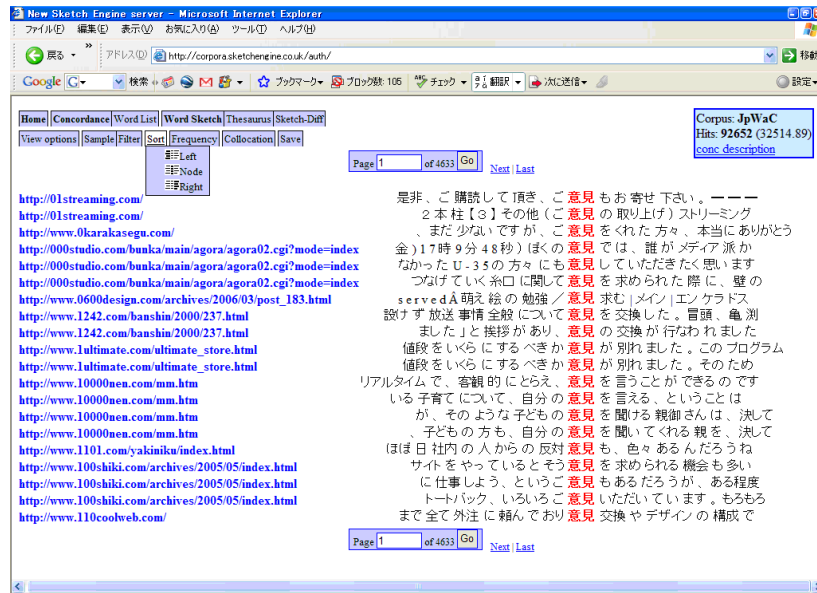 New Sketch Engine server - Microsoft Internet Explorer
ファイル(F) 編集(E) 表示(V) お気に入り(A) ツール(T) ヘルプ(H)
戻る » アドレス(D) http://corpora.sketchengine.co.uk/auth/ 移動
Google G 検索 ブックマーク ブロック数: 105 チェック 翻訳 次に送信 設定
Home Concordance Word List Word Sketch Thesaurus Sketch-Diff
View options Sample Filter Sort Frequency Collocation Save
Left
Node
Right
Corpus: JpWaC
Hits: 92652 (32514.89)
conc description
Page 1 of 4633 Go Next | Last
http://01streaming.com/ 是非 、ご 購読 し て 頂き 、ご 意見 も お 寄せ 下さい 。ーーー
http://01streaming.com/ 2 本 柱 【 3 】 その他 ( ご 意見 の 取り上げ ) ストリーミング
http://www.0karakasegu.com/ 、まだ 少ない です が 、ご 意見 を くれ た 方々 、本当に ありがとう
http://000studio.com/bunka/main/agora/agora02.cgi?mode=index 金 ) 17 時 9 分 48 秒 ) ぼく の 意見 で は 、誰 が メディア 派 か
http://000studio.com/bunka/main/agora/agora02.cgi?mode=index なかっ た U - 35 の 方々 に も 意見 し て いただき たく 思い ます
http://000studio.com/bunka/main/agora/agora02.cgi?mode=index つなげ て いく 糸口 に関して 意見 を 求め られ た 際 に 、壁 の
http://www.0600design.com/archives/2006/03/post_183.html served Â 萌え 絵 の 勉強 / 意見 求む | メイン | エン ケラドス
http://www.1242.com/banshin/2000/237.html 設け ず 放送 事情 全般 について 意見 を 交換 し た 。冒頭 、亀 渕
http://www.1242.com/banshin/2000/237.html まし た 」と 挨拶 が あり 、意見 の 交換 が 行なわ れ まし た
http://www.1ultimate.com/ultimate_store.html 値段 を いくら に する べき か 意見 が 別れ まし た 。この プログラム
http://www.1ultimate.com/ultimate_store.html 値段 を いくら に する べき か 意見 が 別れ まし た 。その ため
http://www.10000nen.com/mm.htm リアルタイム で 、客観 的 に とらえ 、意見 を 言う こと が できる の です
http://www.10000nen.com/mm.htm いる 子育て について 、自分 の 意見 を 言える 、という こと は
http://www.10000nen.com/mm.htm が 、その ような 子ども の 意見 を 聞ける 親御 さん は 、決して
http://www.10000nen.com/mm.htm 、子ども の 方 も 、自分 の 意見 を 聞い て くれる 親 を 、決して
http://www.1101.com/yakiniku/index.html ほぼ 日 社内 の 人 から の 反対 意見 も 、色々 ある ん だろう ね
http://www.100shiki.com/archives/2005/05/index.html サイト を やっ て いる と そう 意見 を 求め られる 機会 も 多い
http://www.100shiki.com/archives/2005/05/index.html に 仕事 しよ う 、という ご 意見 も ある だろう が 、ある 程度
http://www.100shiki.com/archives/2005/05/index.html トートバック 、いろいろ ご 意見 いただい て い ます 。もろもろ
http://www.110coolweb.com/ まで 全て 外注 に 頼ん で おり 意見 交換 や デザイン の 構成 で
Page 1 of 4633 Go Next | Last